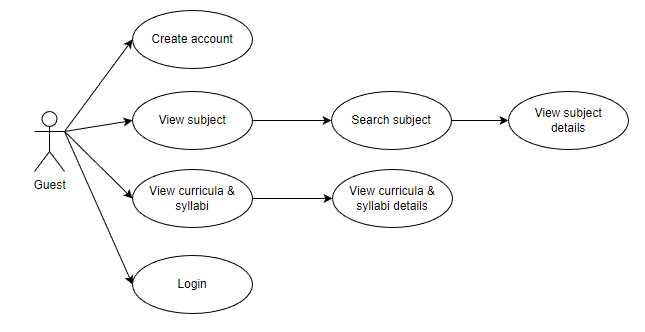 Create account
View subject
Search subject
View subject
details
Guest
View curricula &
syllabi
View curricula &
syllabi details
Login